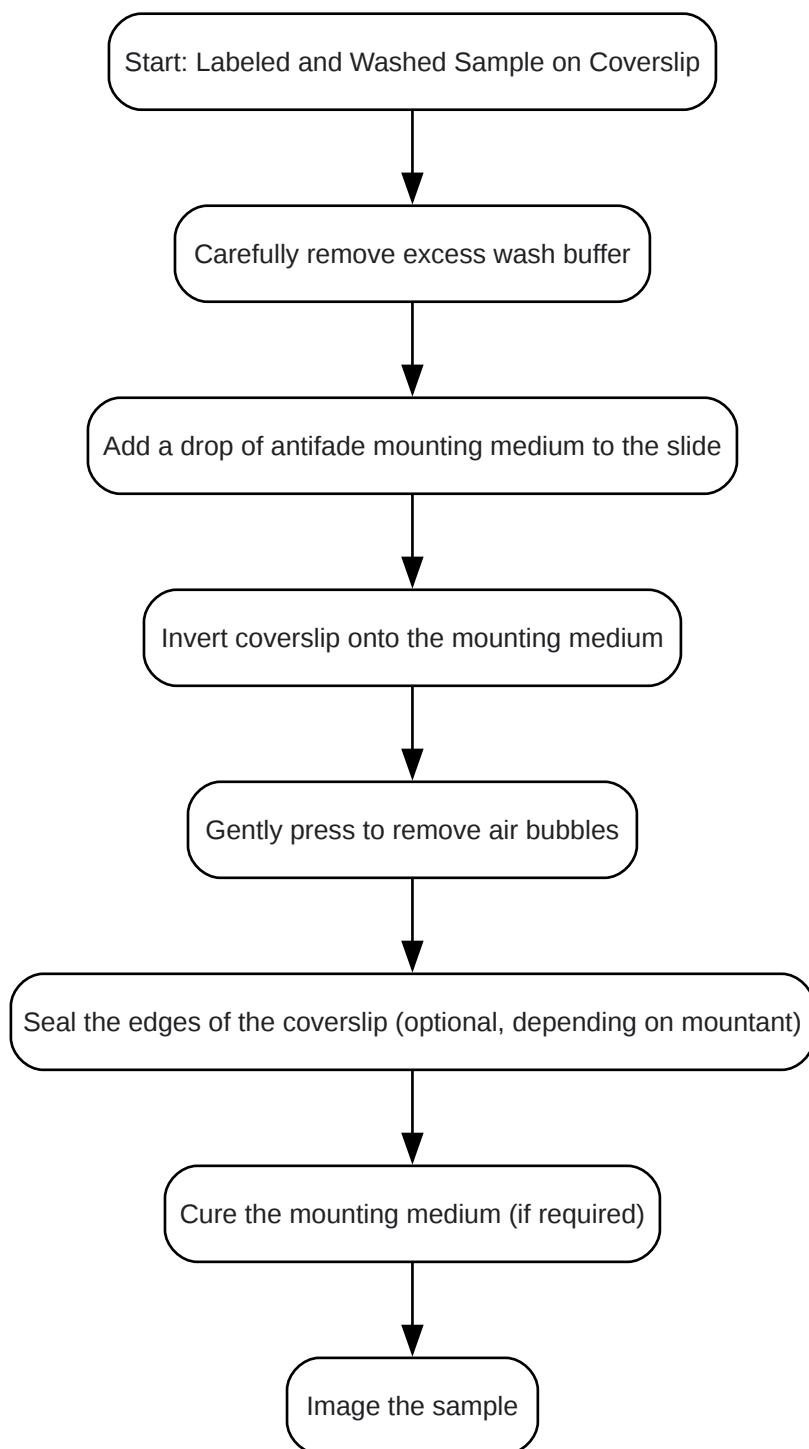 Start: Labeled and Washed Sample on Coverslip
Carefully remove excess wash buffer
Add a drop of antifade mounting medium to the slide
Invert coverslip onto the mounting medium
Gently press to remove air bubbles
Seal the edges of the coverslip (optional, depending on mountant)
Cure the mounting medium (if required)
Image the sample